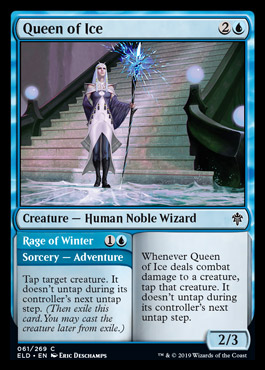 Queen of Ice 2
Creature — Human Noble Wizard
Rage of Winter 1
Sorcery — Adventure
Tap target creature. It
doesn't untap during its
controller's next untap
step. (Then exile this
card. You may cast the
creature later from exile.)
Whenever Queen
of Ice deals combat
damage to a creature,
tap that creature. It
doesn't untap during
its controller's next
untap step.
2/3
061/269 C
ELD • EN Eric Deschamps
™ & © 2019 Wizards of the Coast